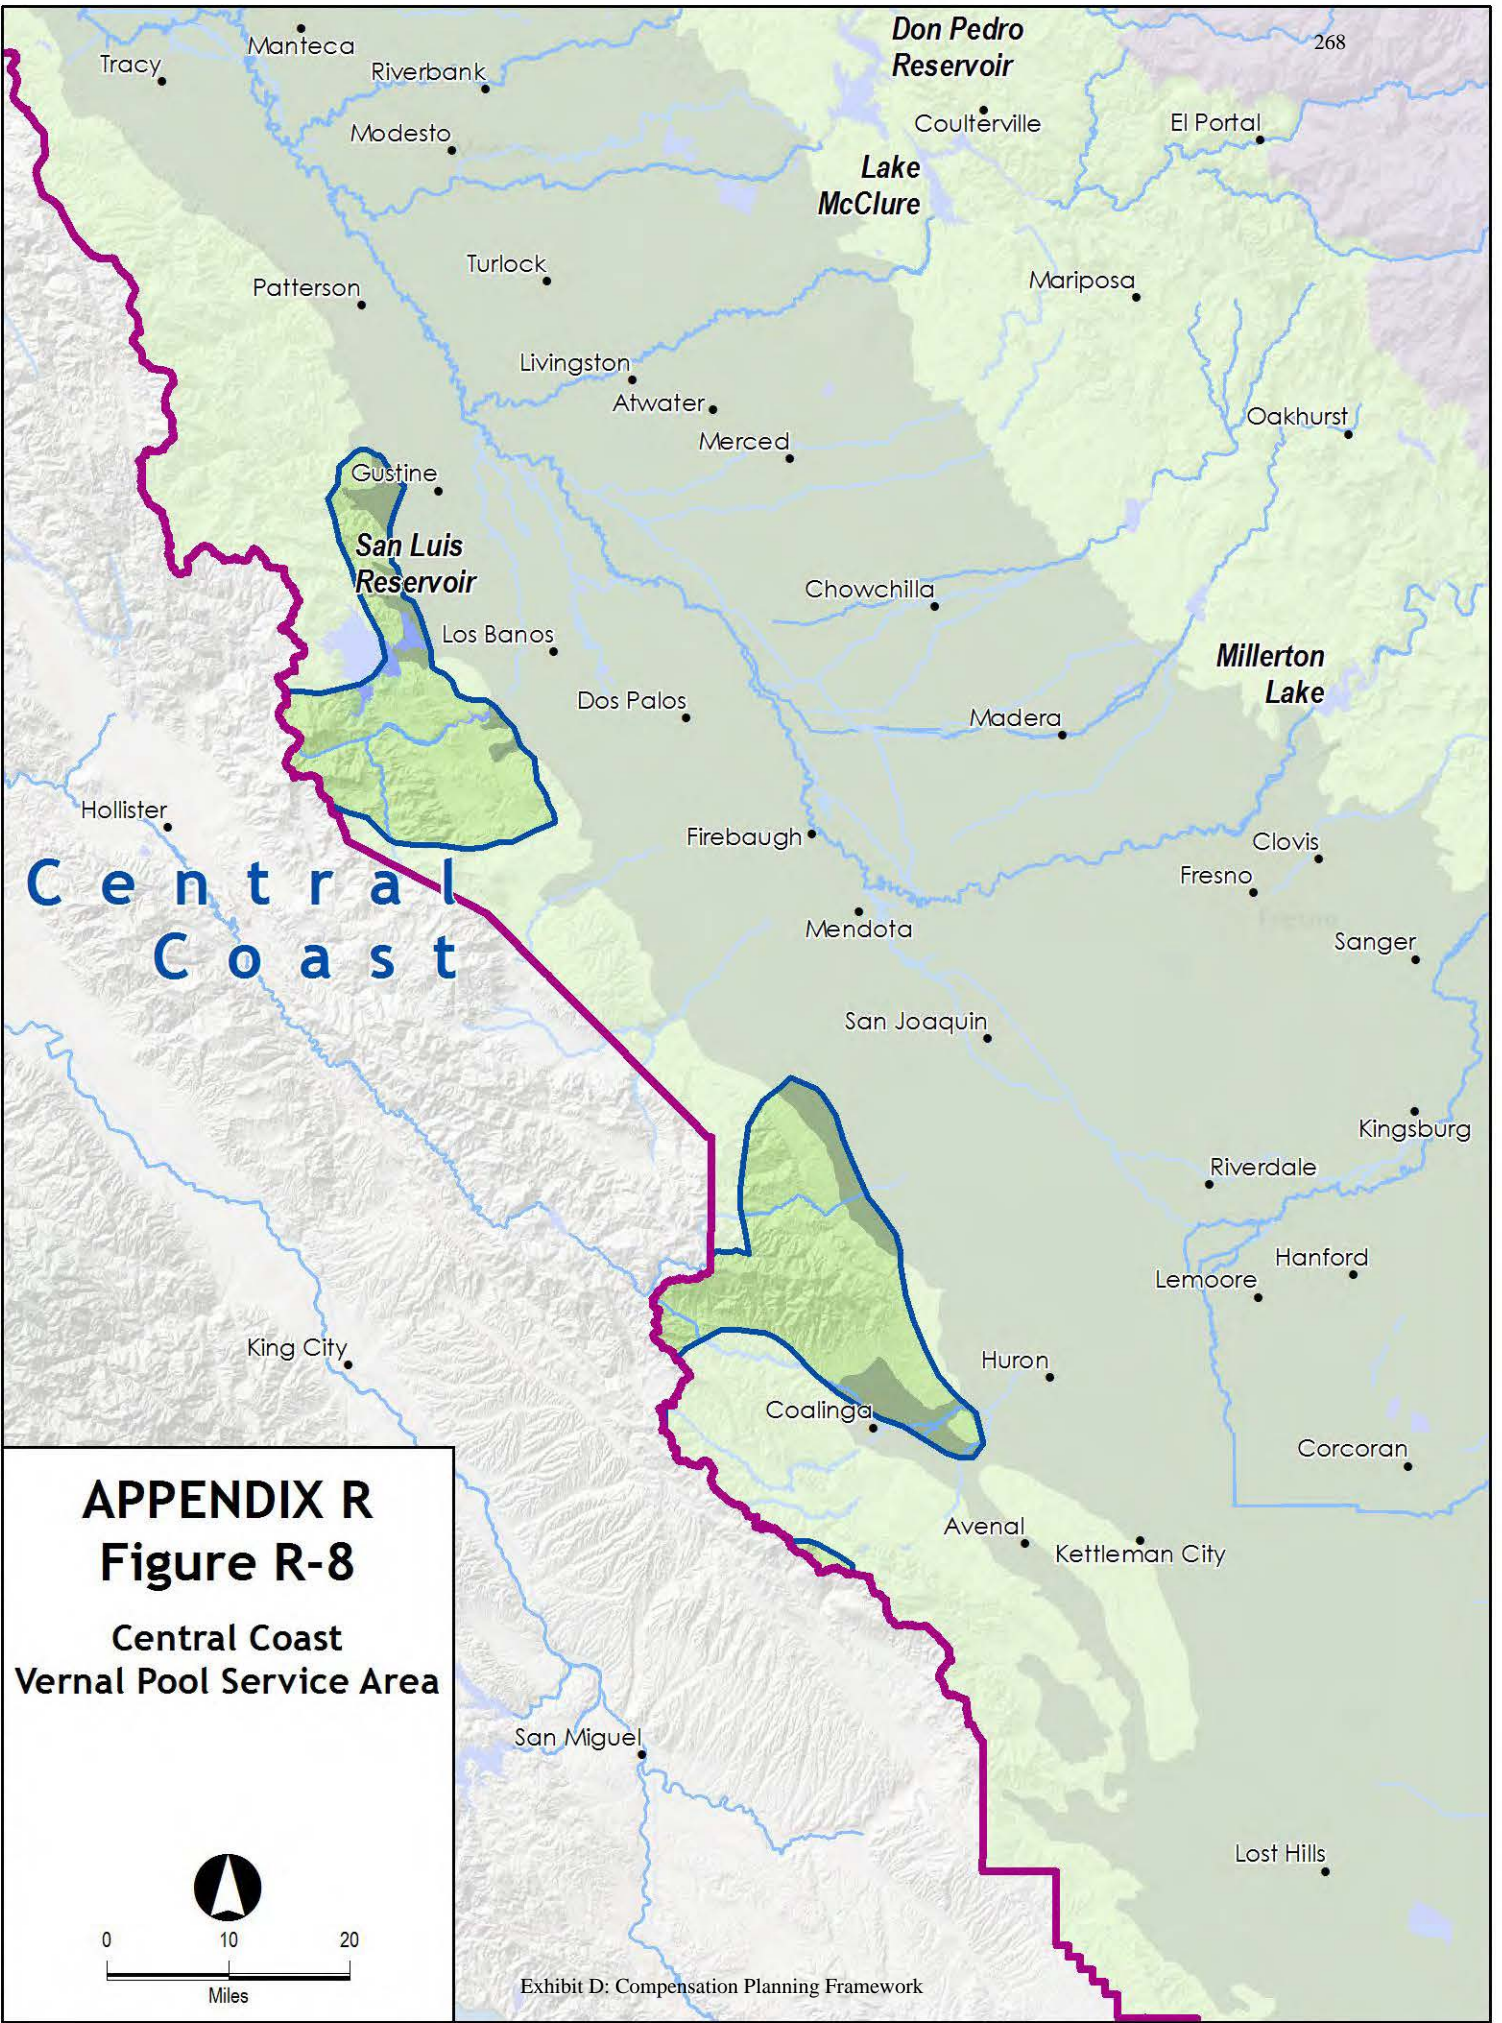 268
Don Pedro
Reservoir
Manteca
Tracy
Riverbank
Coulterville
El Portal
Modesto
Lake
McClure
Turlock
Patterson
Mariposa
Livingston
Atwater
Merced
Oakhurst
Gustine
San Luis
Reservoir
Chowchilla
Los Banos
Millerton
Lake
Dos Palos
Madera
Hollister
Firebaugh
Clovis
Fresno
Fresno
Central
Coast
Mendota
Sanger
San Joaquin
Kingsburg
Riverdale
Hanford
Lemoore
King City
Huron
Coalinga
Corcoran
Avenal
Kettleman City
San Miguel
Lost Hills
APPENDIX R
Figure R-8
Central Coast
Vernal Pool Service Area
0 10 20
Miles
Exhibit D: Compensation Planning Framework